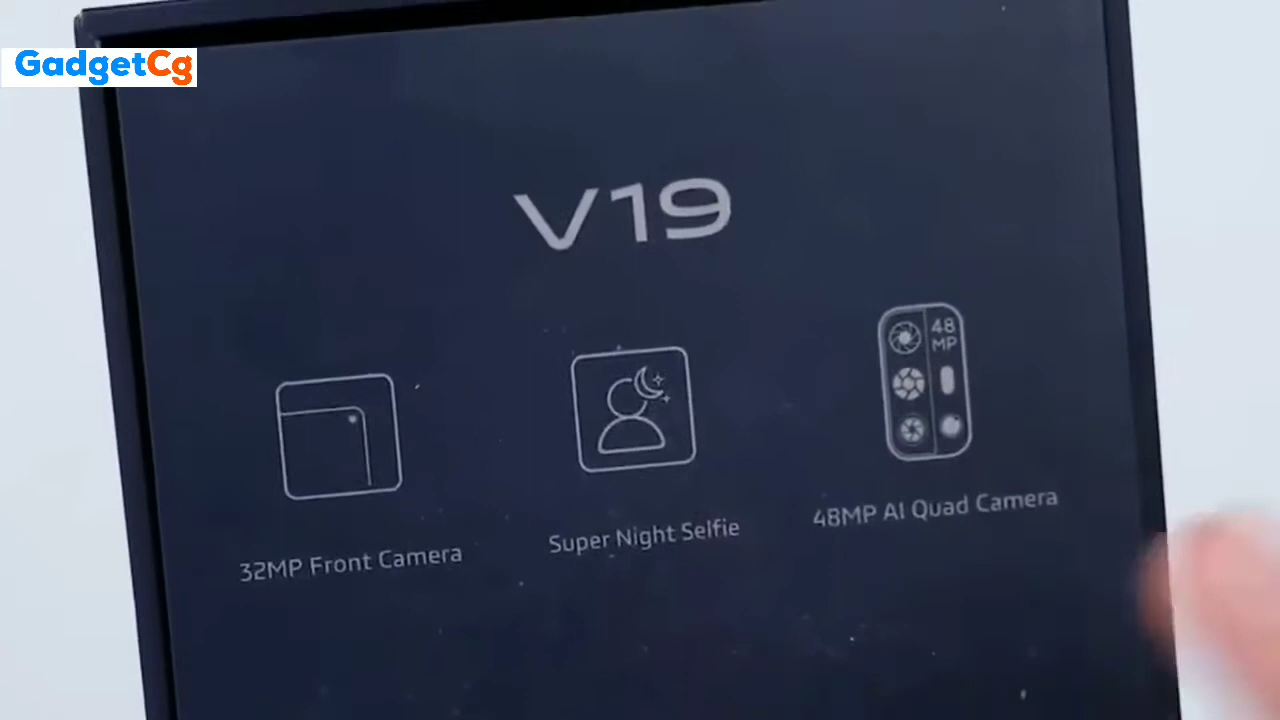 GadgetCg
V19
48
MP
32MP Front Camera
Super Night Selfie
48MP AI Quad Camera